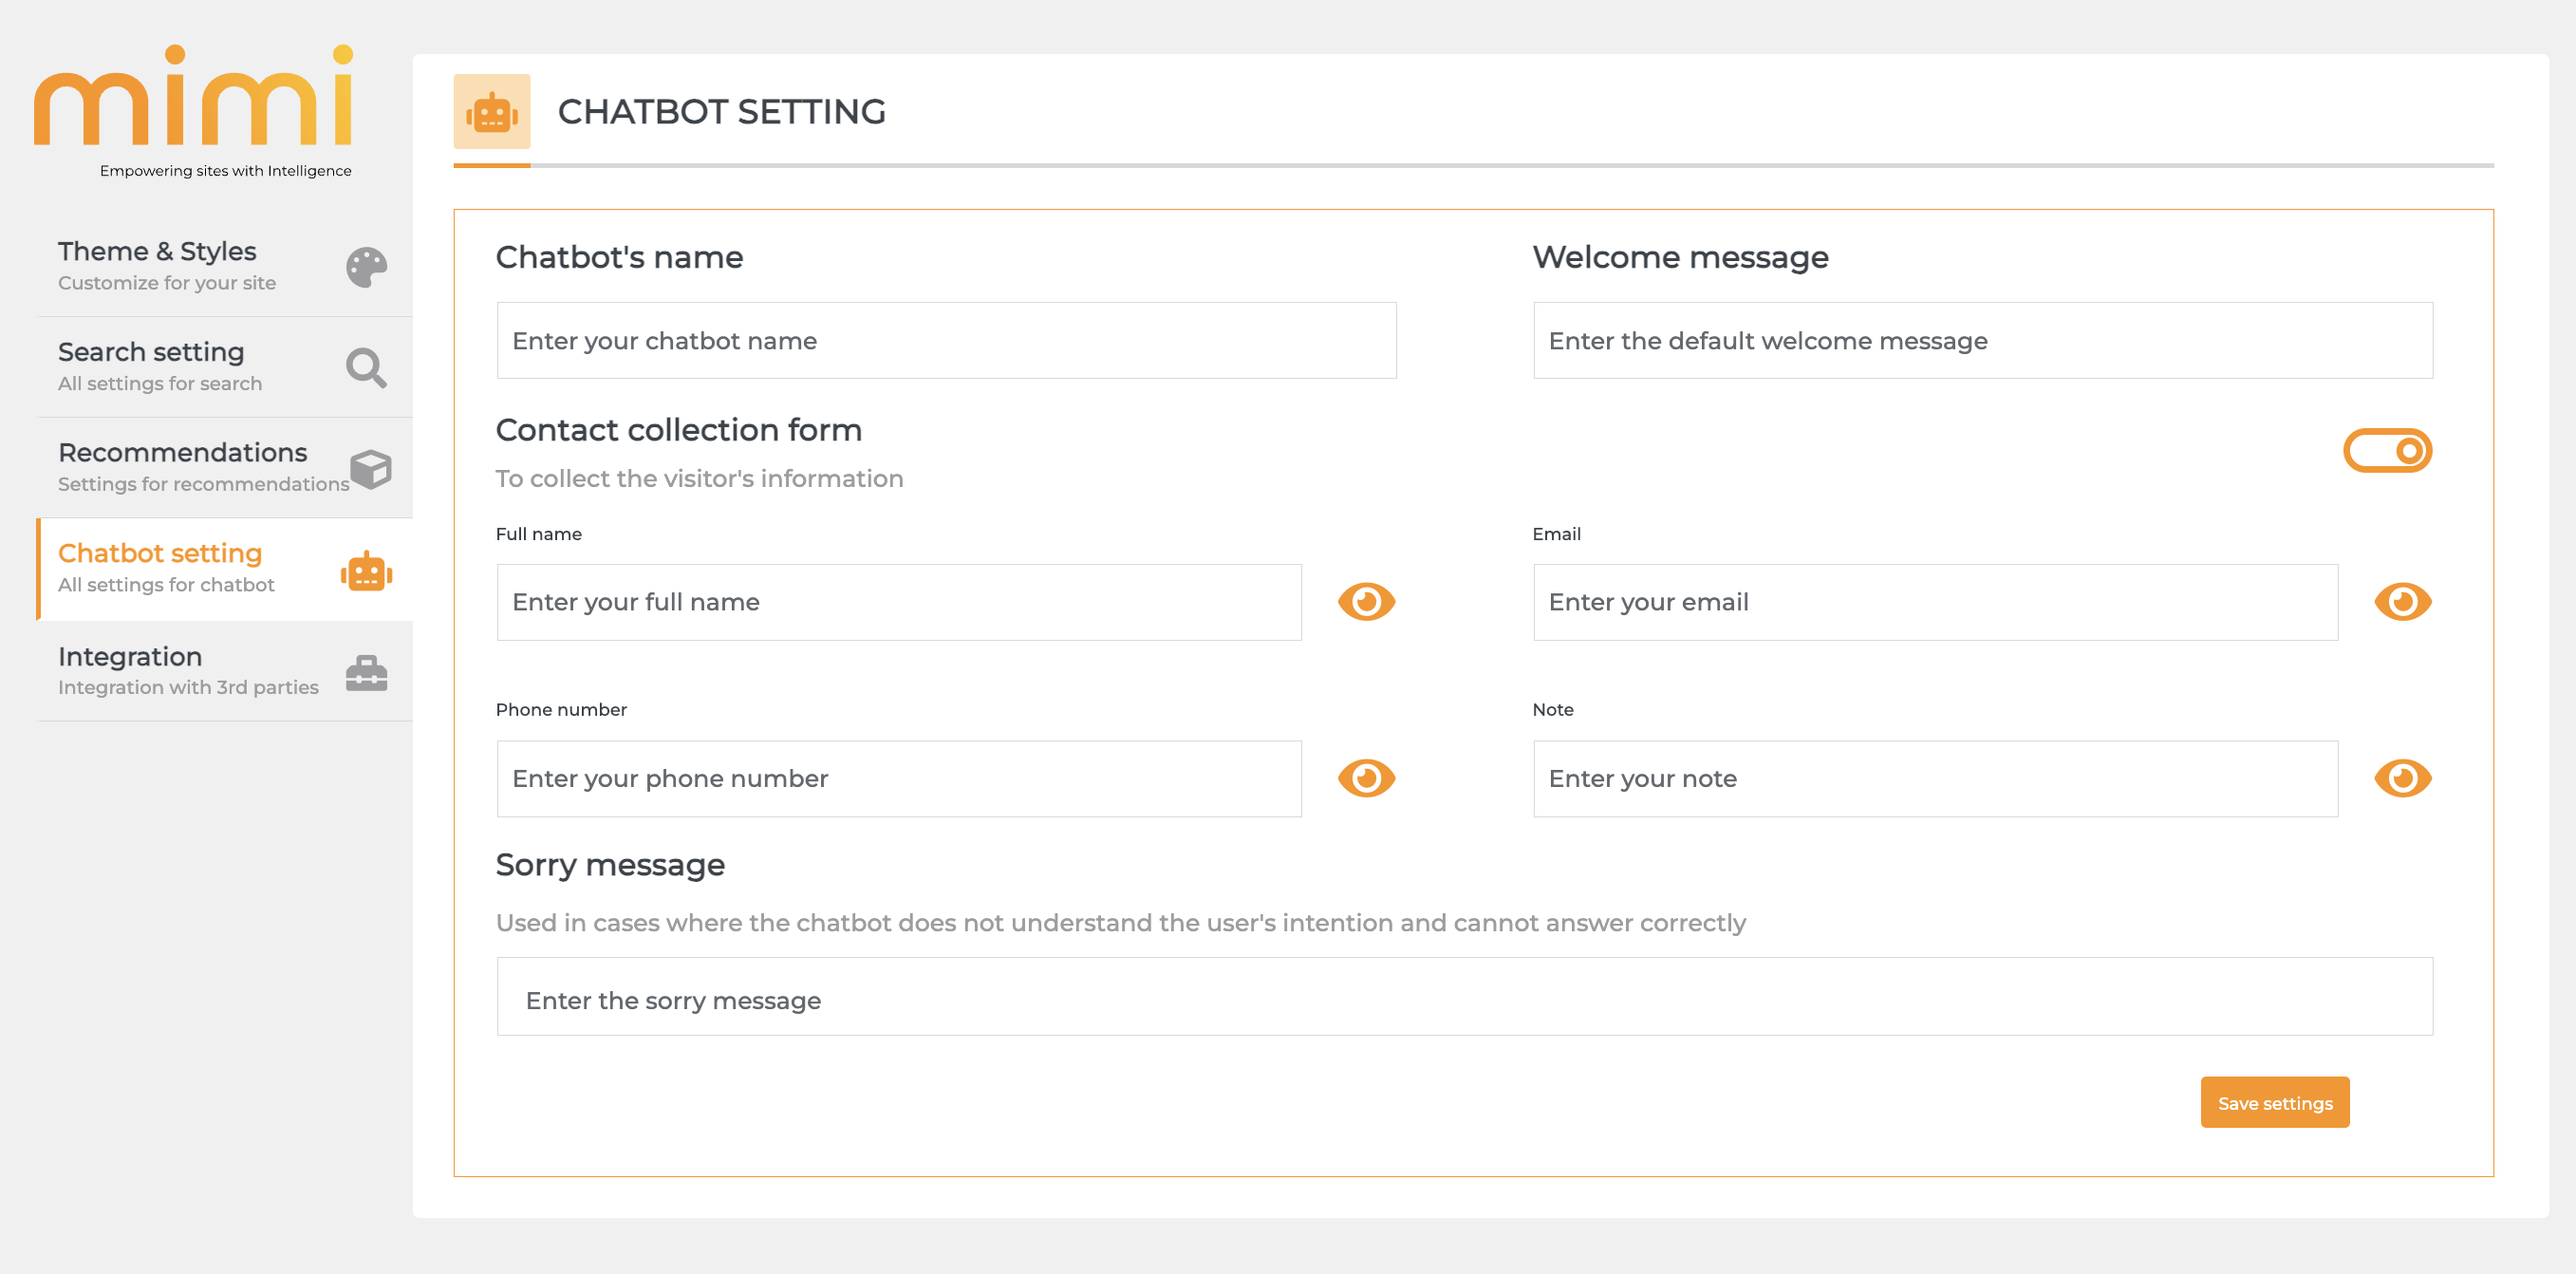 mimi
Empowering sites with Intelligence
Theme & Styles
Customize for your site
Search setting
All settings for search
Recommendations
Settings for recommendations
Chatbot setting
All settings for chatbot
Integration
Integration with 3rd parties
CHATBOT SETTING
Chatbot's name
Enter your chatbot name
Welcome message
Enter the default welcome message
Contact collection form
To collect the visitor's information
Full name
Enter your full name
Email
Enter your email
Phone number
Enter your phone number
Note
Enter your note
Sorry message
Used in cases where the chatbot does not understand the user's intention and cannot answer correctly
Enter the sorry message
Save settings